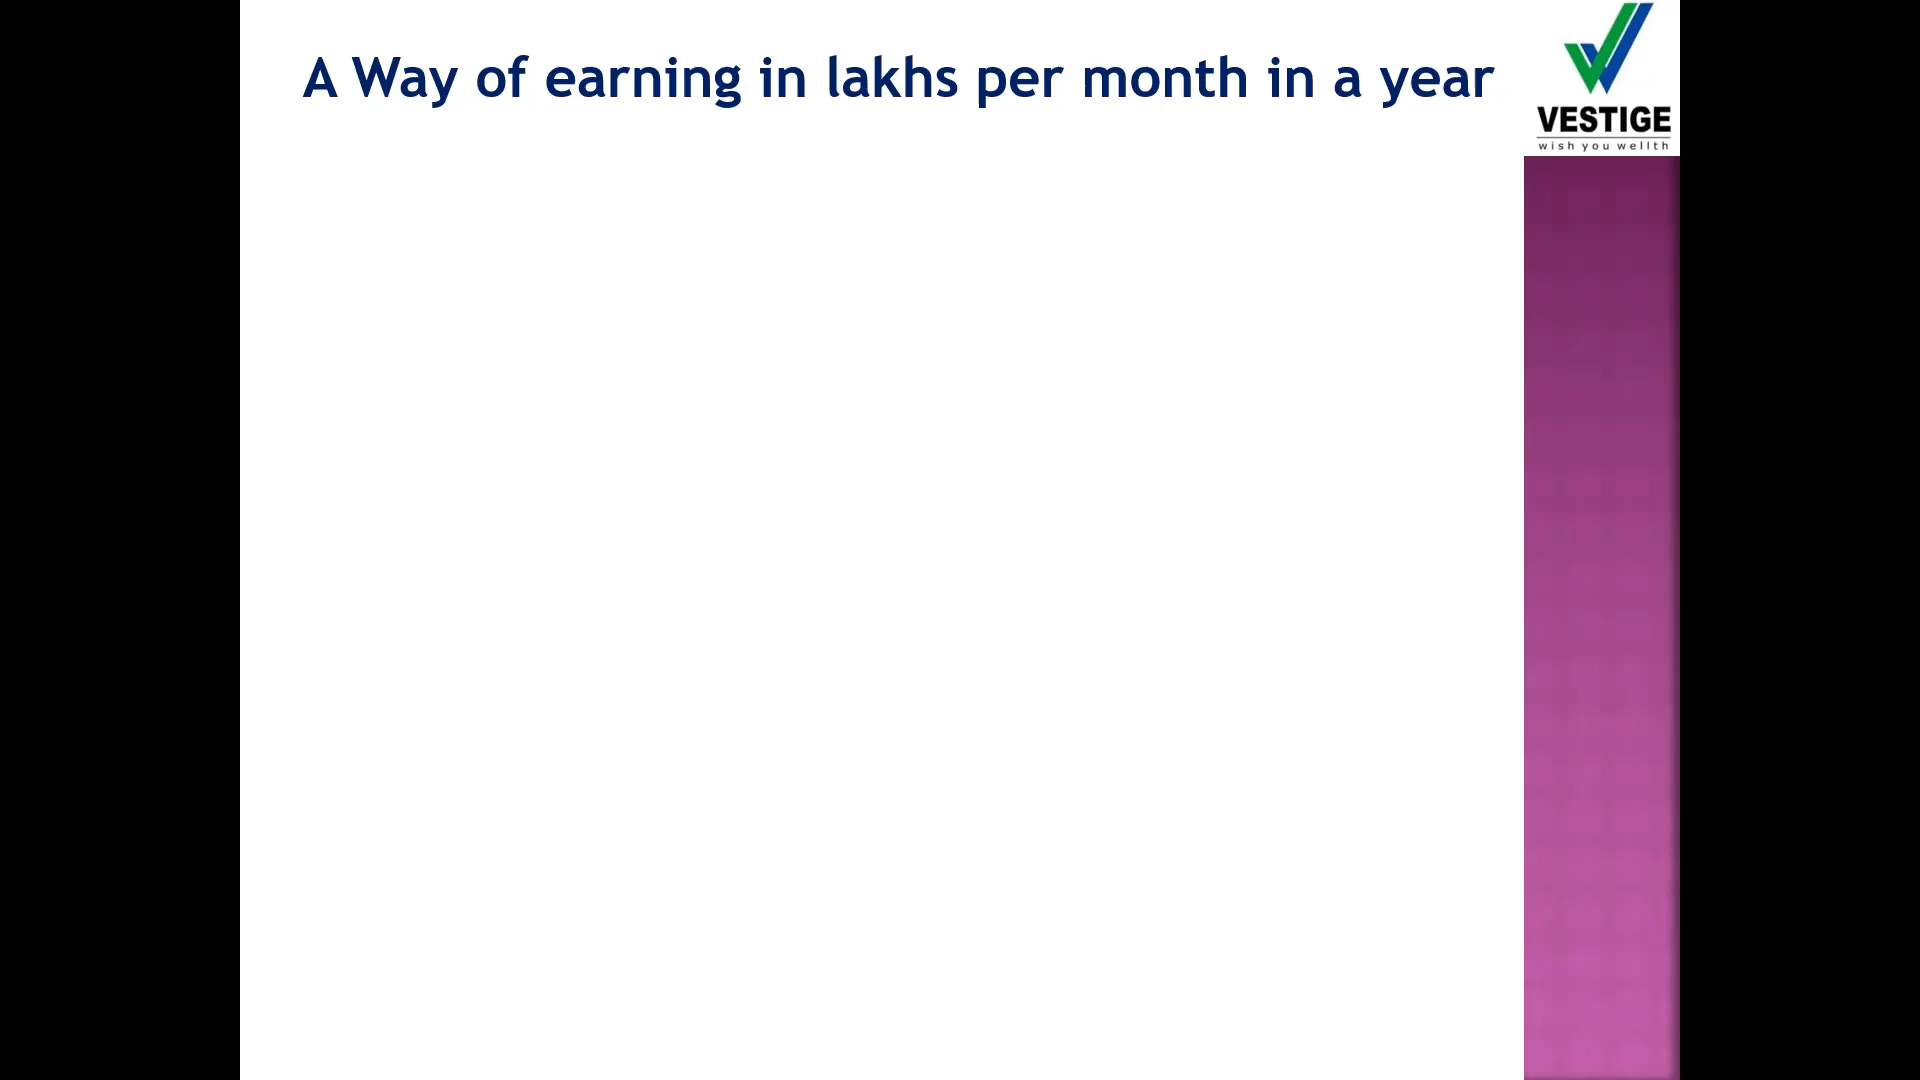 A Way of earning in lakhs per month in a year
VESTIGE
wish you wellth